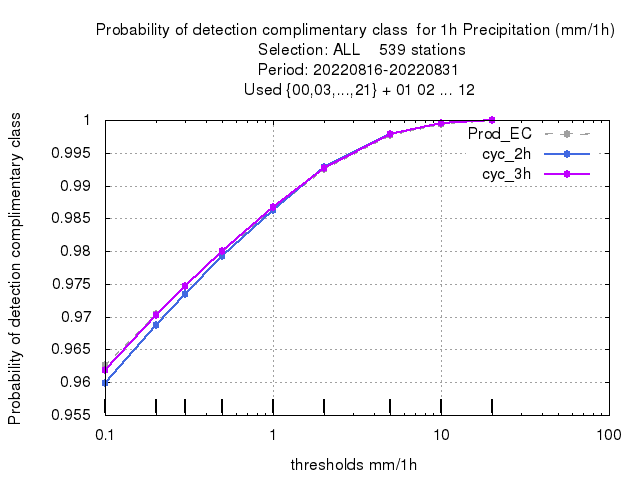 Probability of detection complimentary class  for 1h Precipitation (mm/1h)
Selection: ALL    539 stations
Period: 20220816-20220831
Used {00,03,...,21} + 01 02 ... 12
Probability of detection complimentary class
1
0.995
0.99
0.985
0.98
0.975
0.97
0.965
0.96
0.955
Prod_EC
cyc_2h
cyc_3h
0.1 1 10 100
thresholds mm/1h